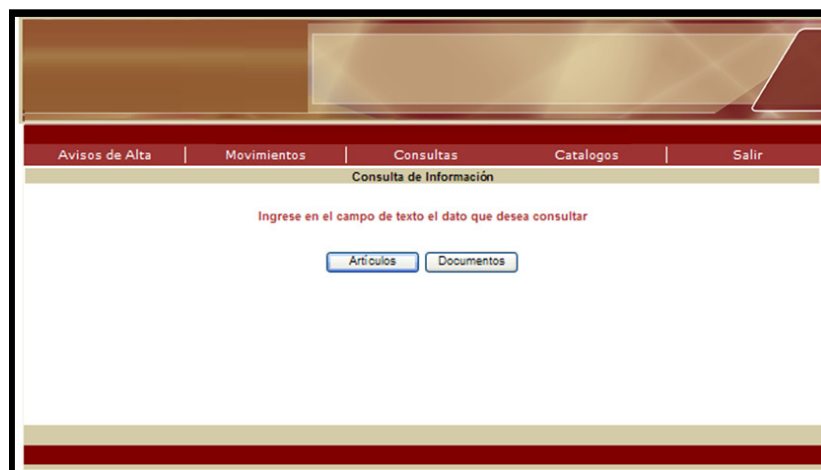 Avisos de Alta | Movimientos | Consultas Catalogos | Salir
Consulta de Información
Ingrese en el campo de texto el dato que desea consultar
Artículos Documentos